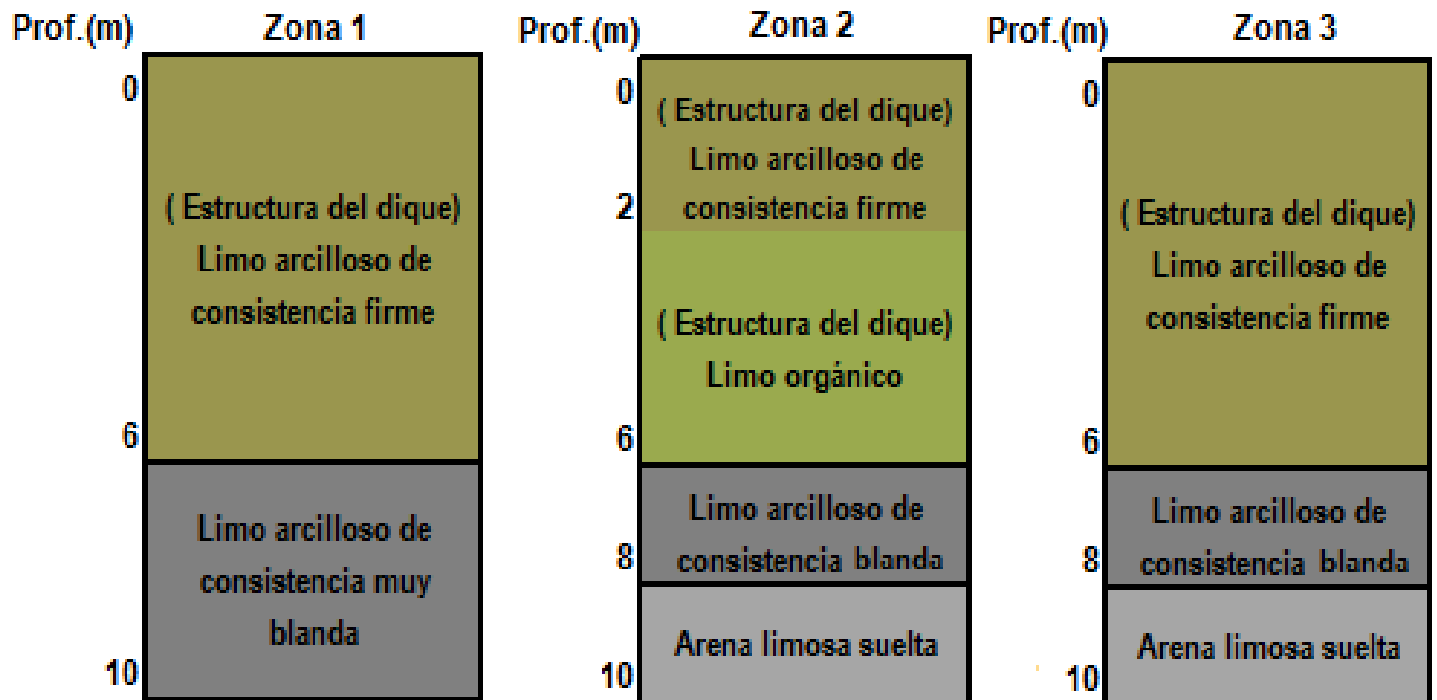 Prof.(m)
Zona 1
0
( Estructura del dique)
Limo arcilloso de
consistencia firme
6
Limo arcilloso de
consistencia muy
blanda
10
Prof.(m)
Zona 2
0
( Estructura del dique)
Limo arcilloso de
2
consistencia firme
( Estructura del dique)
Limo orgánico
6
Limo arcilloso de
8
consistencia blanda
Arena limosa suelta
10
Prof.(m)
Zona 3
0
( Estructura del dique)
Limo arcilloso de
consistencia firme
6
Limo arcilloso de
8
consistencia blanda
Arena limosa suelta
10